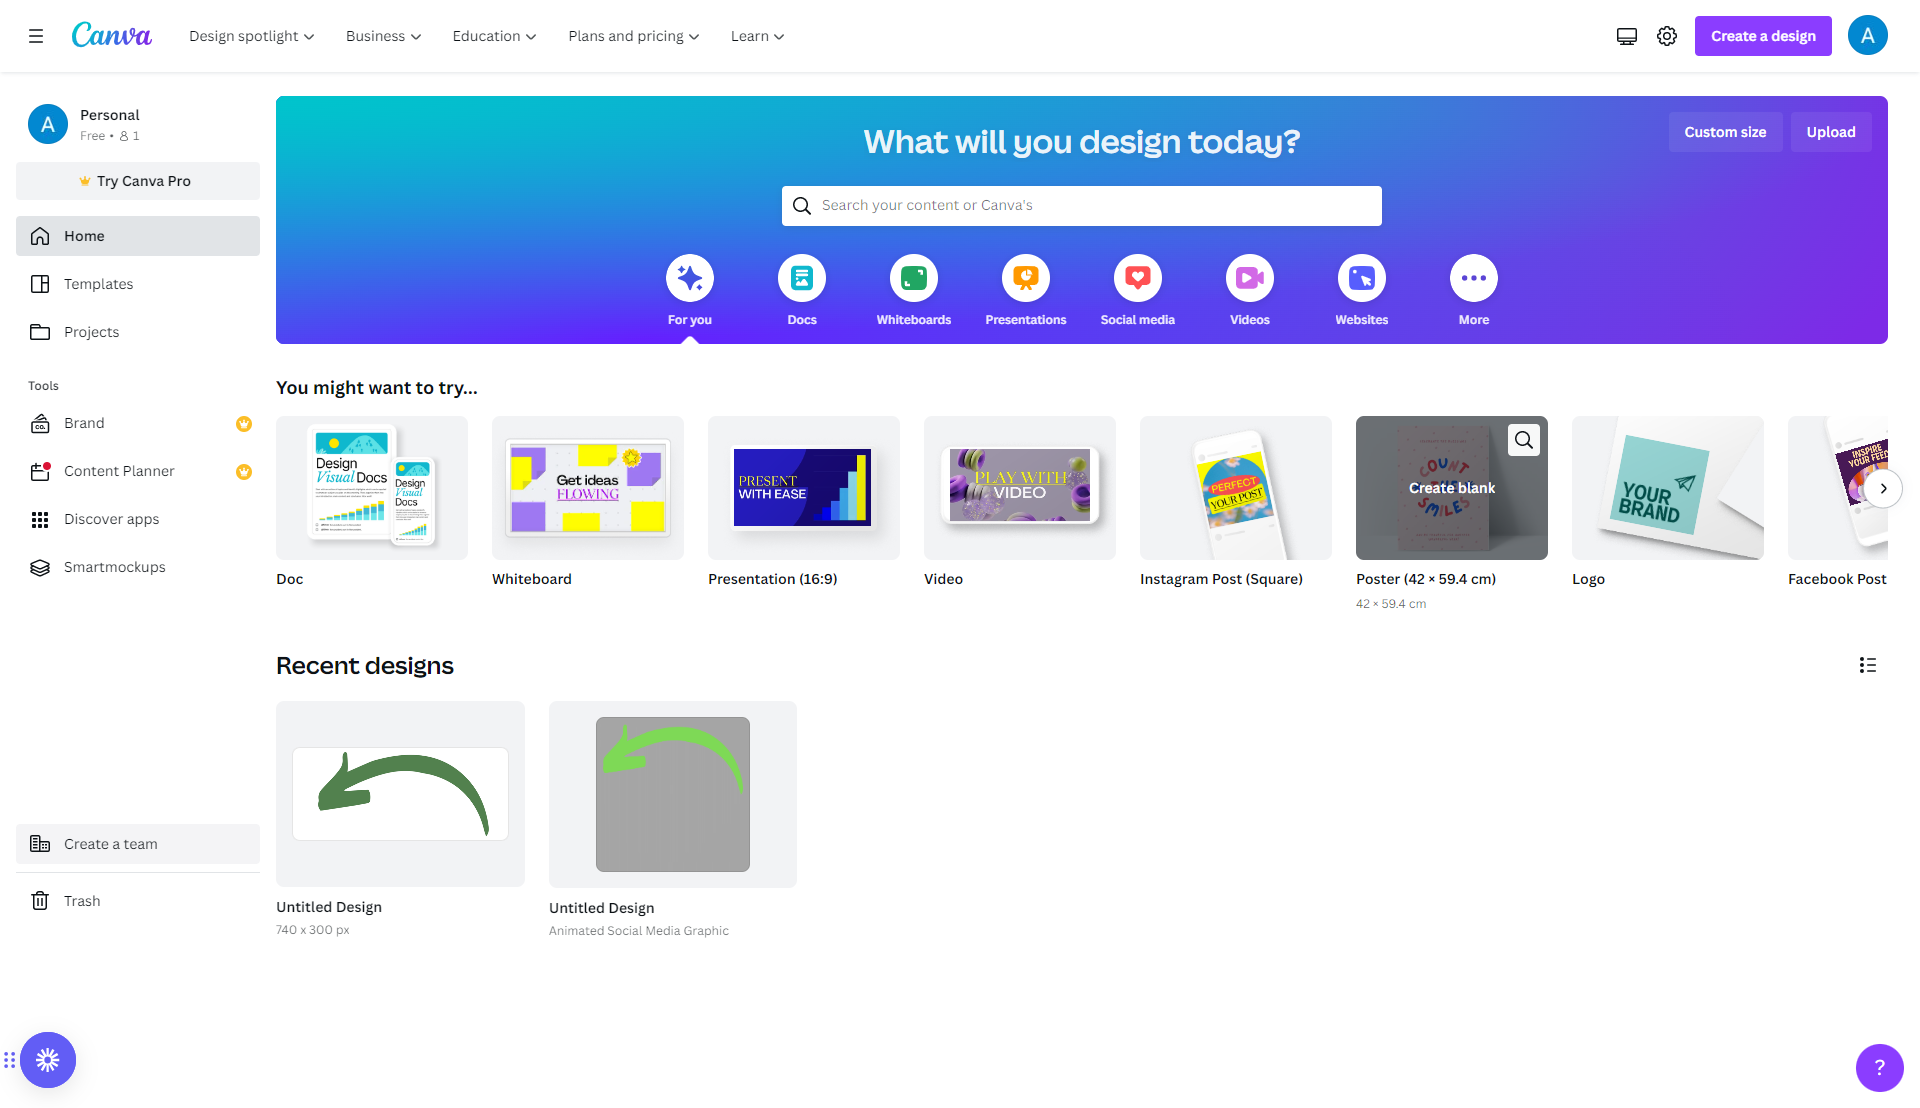 Canva
Design spotlight
Business
Education
Plans and pricing
Learn
Create a design
A
A
Personal
Free • 1
Try Canva Pro
Home
Templates
Projects
Tools
Brand
Content Planner
Discover apps
Smartmockups
Create a team
Trash
What will you design today?
Custom size
Upload
Search your content or Canva's
For you
Docs
Whiteboards
Presentations
Social media
Videos
Websites
More
You might want to try...
Design
Visual Docs
Design
Visual
Docs
Doc
Get ideas
FLOWING
Whiteboard
PRESENT
WITH EASE
Presentation (16:9)
PLAY WITH
VIDEO
Video
PERFECT
YOUR POST
Instagram Post (Square)
COUNT
SMILES
Create blank
Poster (42 × 59.4 cm)
42 × 59.4 cm
YOUR
BRAND
Logo
INSPIRE
YOUR FEED
Facebook Post
Recent designs
Untitled Design
740 x 300 px
Untitled Design
Animated Social Media Graphic
?